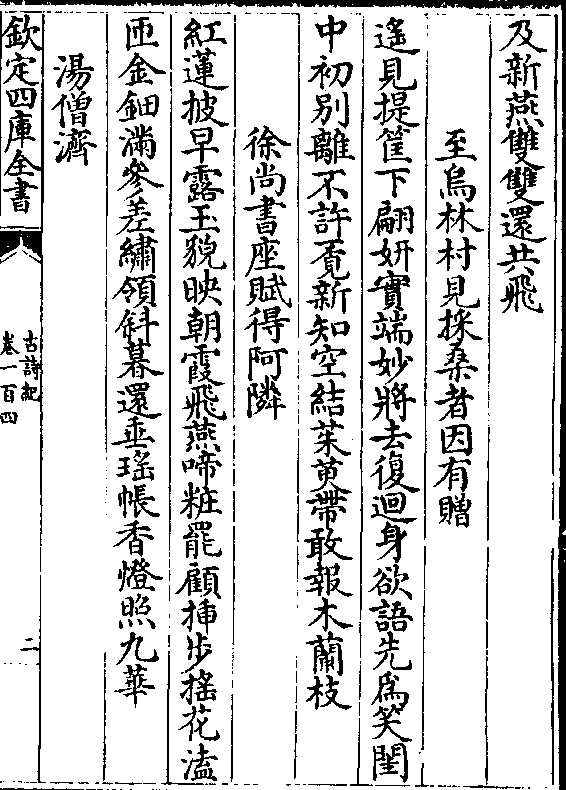 及新燕雙雙還共飛
至烏林村見採桑者因有贈
遙見提筐下翩妍實端妙將去復迴身欲語先爲笑閨
中初别離不許覓新知空結茱萸帶敢報木蘭枝
徐尚書座賦得阿隣
紅蓮披早露玉貌映朝霞飛燕啼粧罷顧揷步摇花溘
匝金鈿滿參差繡領斜暮還垂瑶帳香燈照九華
湯僧濟
欽定四庫全書
古詩紀
卷一百四
二